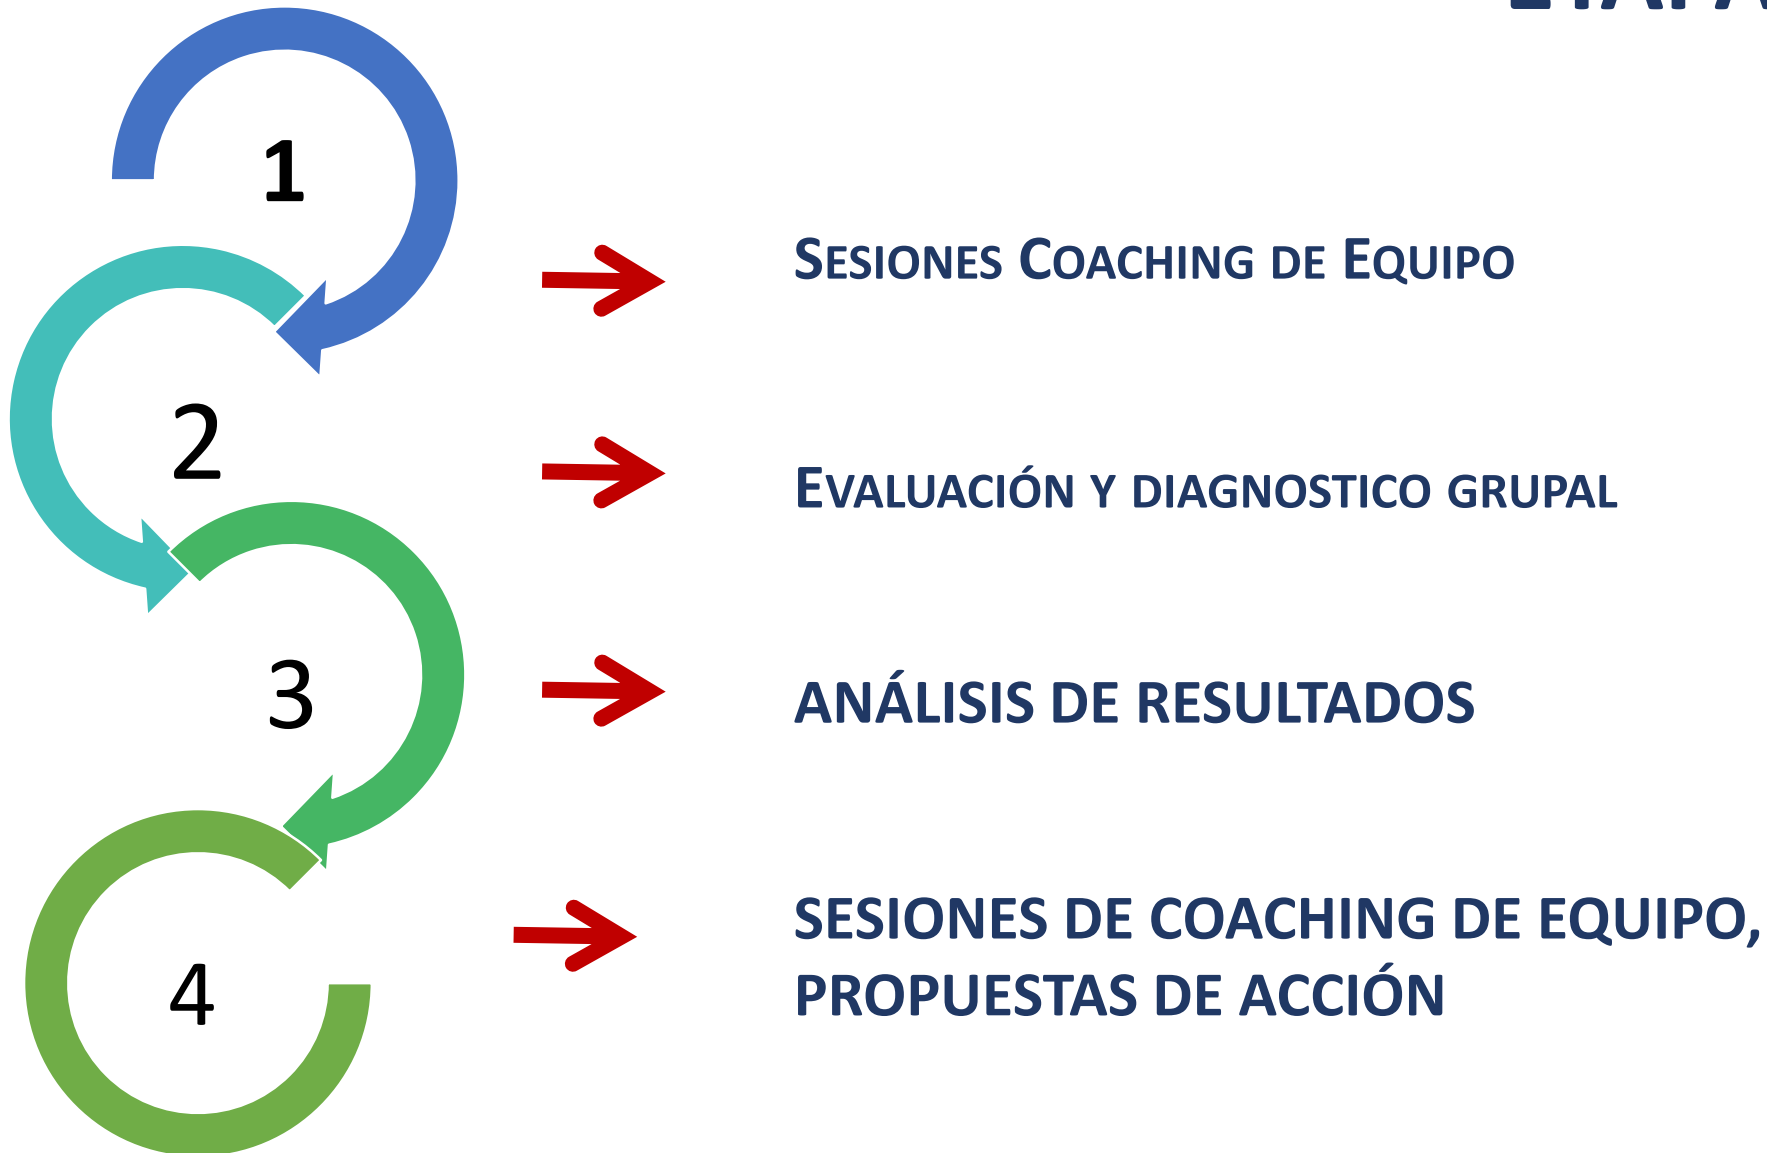 1
SESIONES COACHING DE EQUIPO
2
EVALUACIÓN Y DIAGNOSTICO GRUPAL
3
ANÁLISIS DE RESULTADOS
4
SESIONES DE COACHING DE EQUIPO,
PROPUESTAS DE ACCIÓN